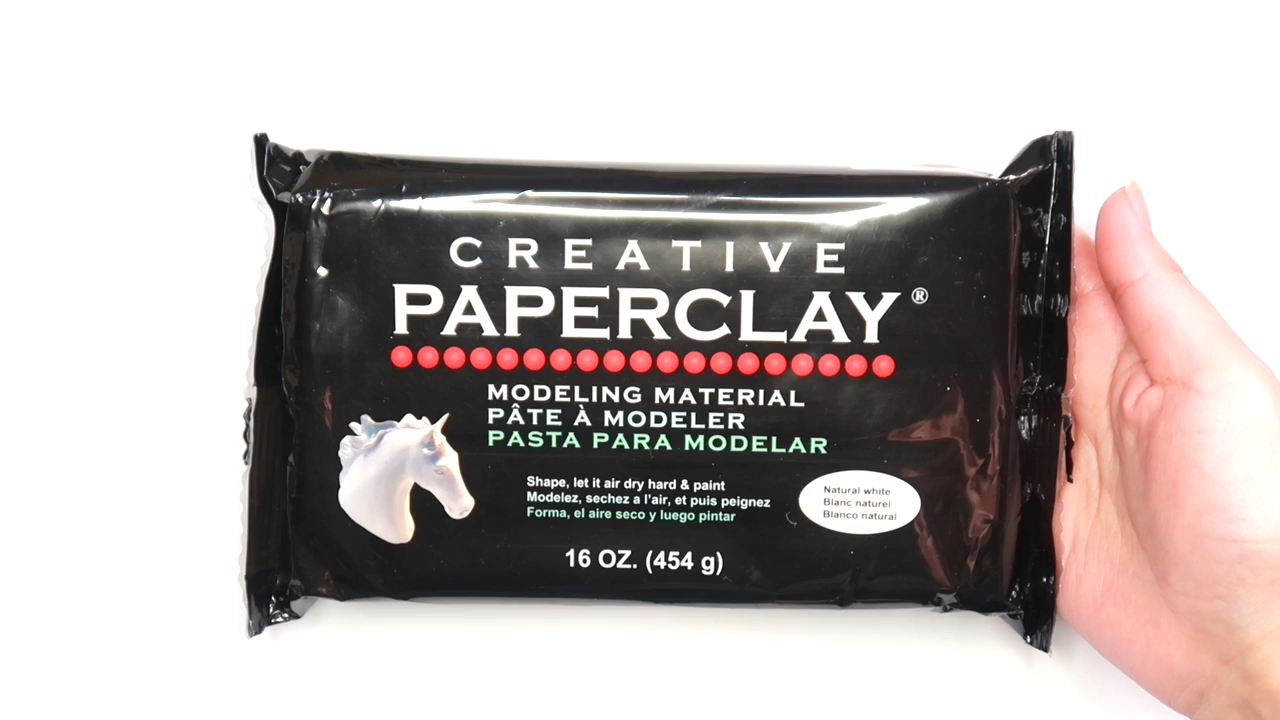 CREATIVE
PAPERCLAY®
MODELING MATERIAL
PÂTE À MODELER
PASTA PARA MODELAR
Shape, let it air dry hard & paint
Modelez, sechez a l'air, et puis peignez
Forma, el aire seco y luego pintar
Natural white
Blanc naturel
Blanco natural
16 OZ. (454 g)